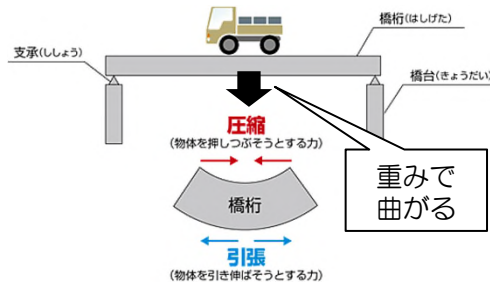 橋桁(はしげた)
支承(ししょう)
橋台(きょうだい)
圧縮
(物体を押しつぶそうとする力)
重みで
曲がる
橋桁
引張
(物体を引き伸ばそうとする力)